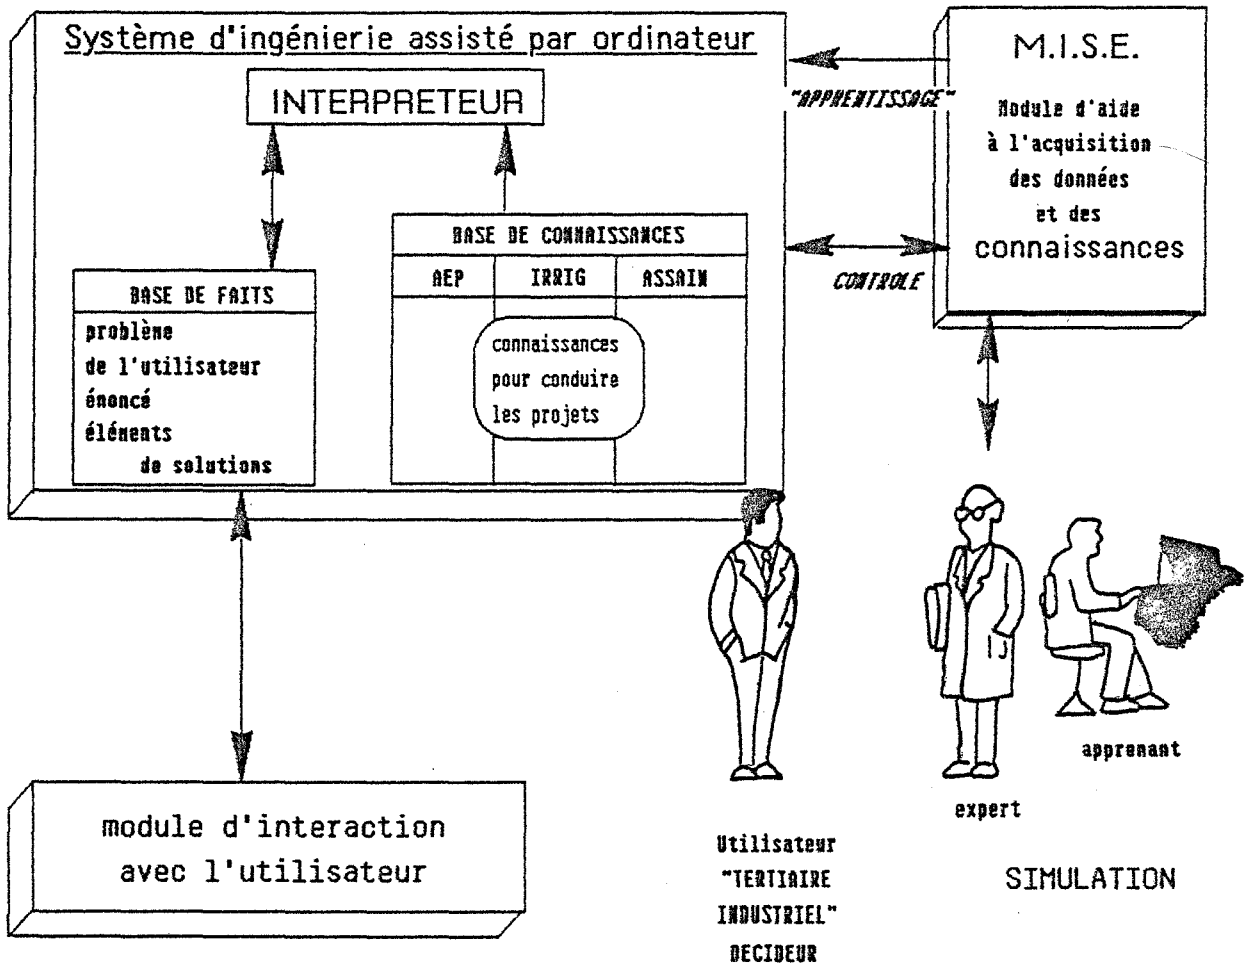 Système d'ingénierie assisté par ordinateur
INTERPRETEUR
BASE DE CONNAISSANCES
AEP
IRRIG
ASSAIN
connaissances
pour conduire
les projets
BASE DE FAITS
problème
de l'utilisateur
énoncé
éléments
de solutions
"APPRENTISSAGE"
CONTROLE
M.I.S.E.
Module d'aide
à l'acquisition
des données
et des
connaissances
module d'interaction
avec l'utilisateur
Utilisateur
"TERTIAIRE
INDUSTRIEL"
DECIDEUR
expert
apprenant
SIMULATION